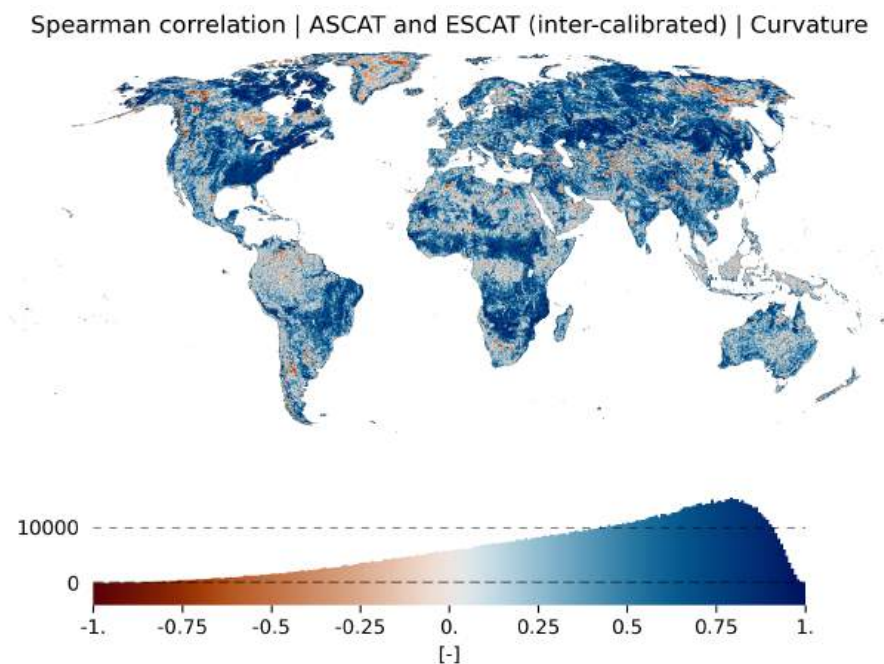 Spearman correlation | ASCAT and ESCAT (inter-calibrated) | Curvature
10000
0
-1. -0.75 -0.5 -0.25 0. 0.25 0.5 0.75 1.
[-]